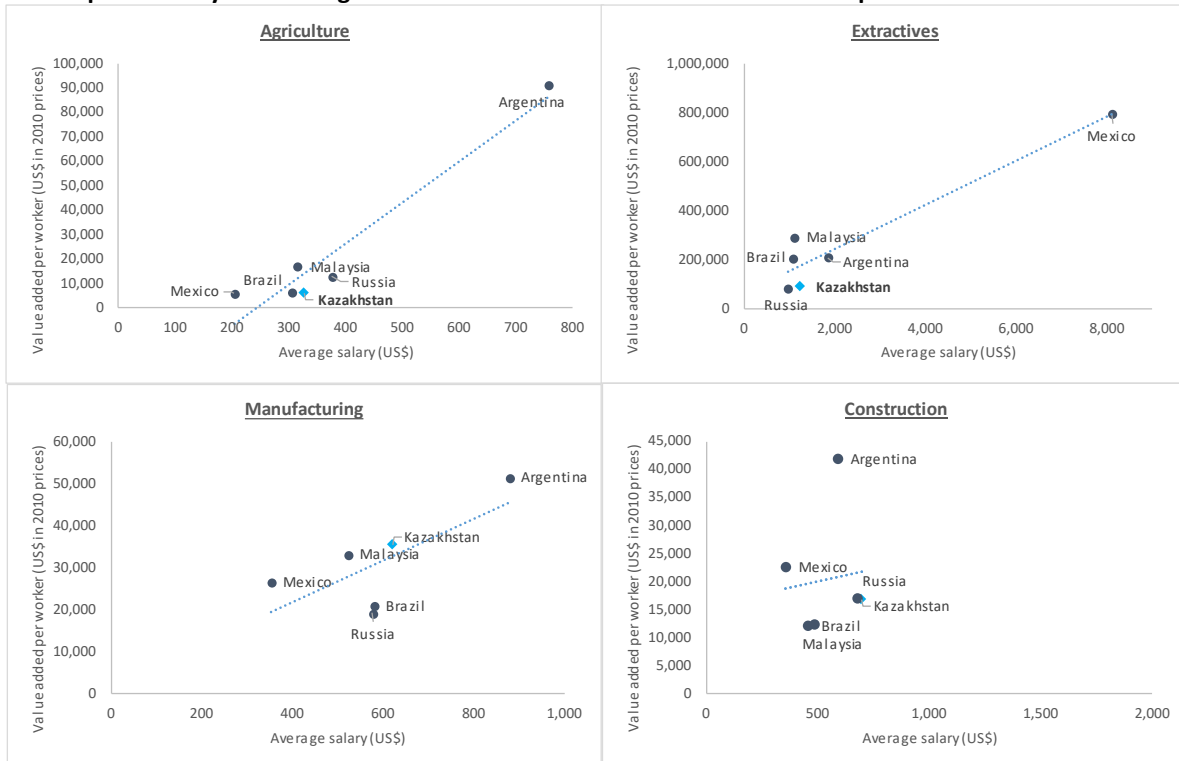 Agriculture
Value added per worker (US$ in 2010 prices)
100,000
90,000
80,000
70,000
60,000
50,000
40,000
30,000
20,000
10,000
0
Argentina
Malaysia
Brazil
Russia
Mexico
Kazakhstan
0 100 200 300 400 500 600 700 800
Average salary (US$)
Extractives
Value added per worker (US$ in 2010 prices)
1,000,000
800,000
600,000
400,000
200,000
0
Mexico
Malaysia
Brazil
Argentina
Kazakhstan
Russia
0 2,000 4,000 6,000 8,000
Average salary (US$)
Manufacturing
Value added per worker (US$ in 2010 prices)
60,000
50,000
40,000
30,000
20,000
10,000
0
Argentina
Kazakhstan
Malaysia
Mexico
Brazil
Russia
0 200 400 600 800 1,000
Average salary (US$)
Construction
Value added per worker (US$ in 2010 prices)
45,000
40,000
35,000
30,000
25,000
20,000
15,000
10,000
5,000
0
Argentina
Mexico
Russia
Kazakhstan
Brazil
Malaysia
0 500 1,000 1,500 2,000
Average salary (US$)